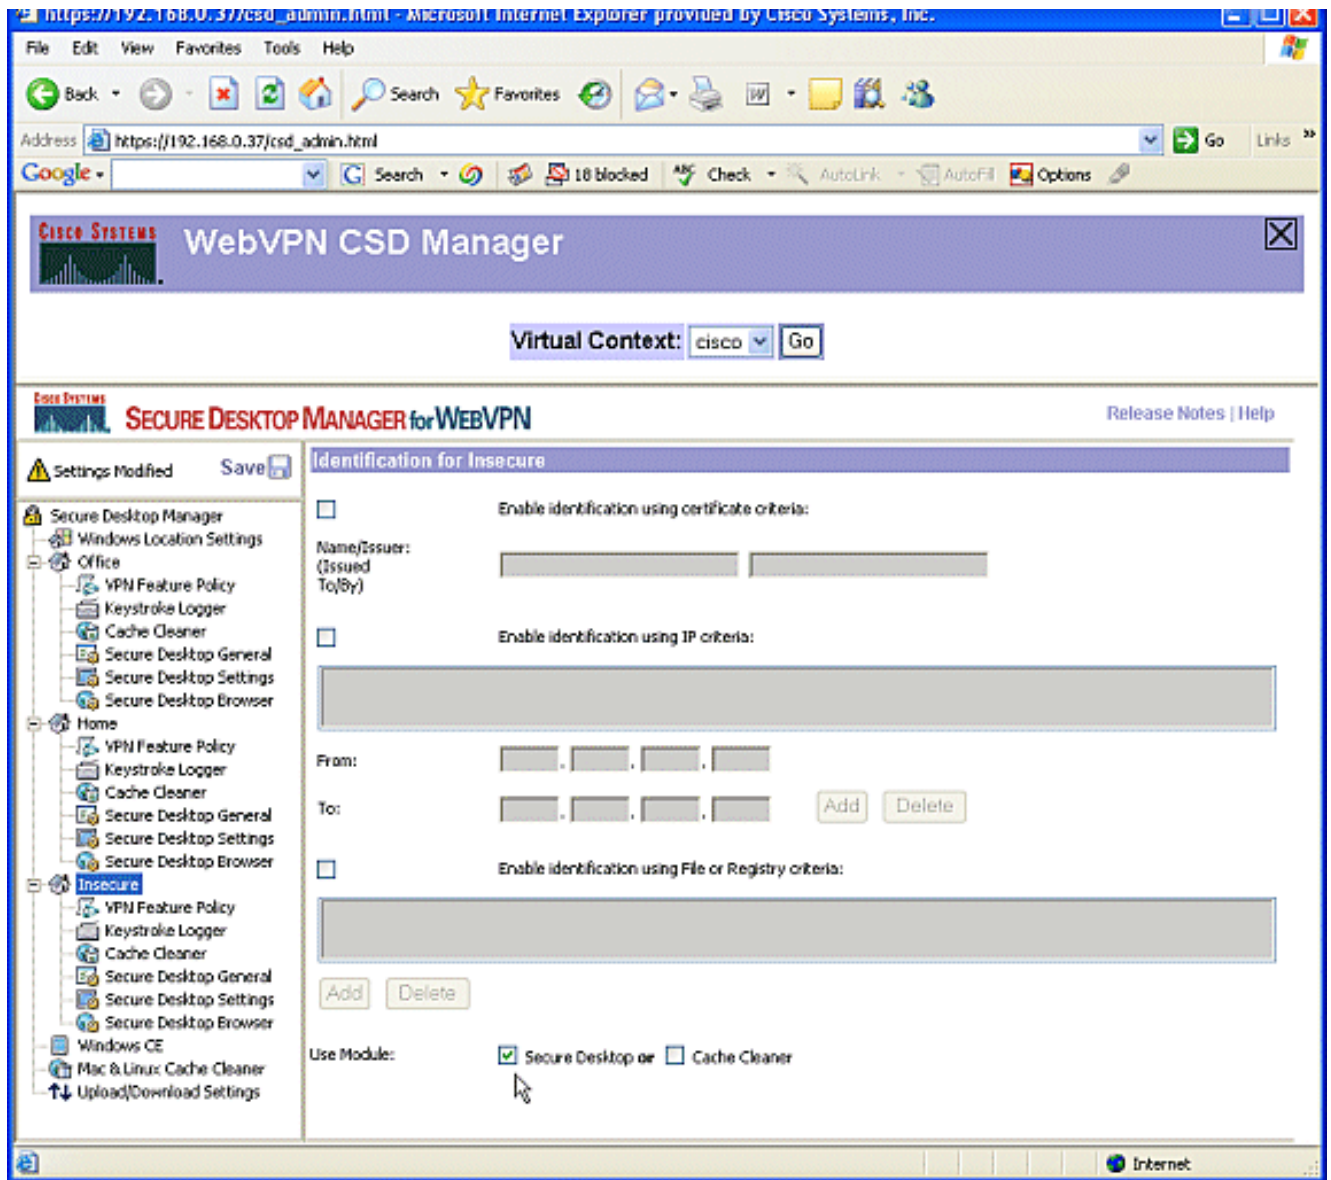 https://192.168.0.37/csd_admin.html - Microsoft Internet Explorer provided by Cisco Systems, Inc.
File Edit View Favorites Tools Help
Back Search Favorites W
Address https://192.168.0.37/csd_admin.html Go Links »
Google G Search 18 blocked ABC Check AutoLink AutoFill Options
CISCO SYSTEMS
WebVPN CSD Manager
Virtual Context: cisco Go
CISCO SYSTEMS
SECURE DESKTOP MANAGER for WEBVPN
Release Notes | Help
Settings Modified Save
Identification for Insecure
Secure Desktop Manager
Windows Location Settings
Office
VPN Feature Policy
Keystroke Logger
Cache Cleaner
Secure Desktop General
Secure Desktop Settings
Secure Desktop Browser
Home
VPN Feature Policy
Keystroke Logger
Cache Cleaner
Secure Desktop General
Secure Desktop Settings
Secure Desktop Browser
Insecure
VPN Feature Policy
Keystroke Logger
Cache Cleaner
Secure Desktop General
Secure Desktop Settings
Secure Desktop Browser
Windows CE
Mac & Linux Cache Cleaner
Upload/Download Settings
Enable identification using certificate criteria:
Name/Issuer:
(Issued
To/By)
Enable identification using IP criteria:
From: . . .
To: . . . Add Delete
Enable identification using File or Registry criteria:
Add Delete
Use Module: Secure Desktop or Cache Cleaner
Internet